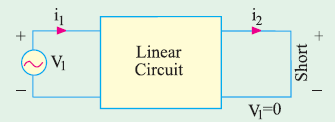 i1 i2
+ +
V1 Linear Circuit Short
− −
V1=0